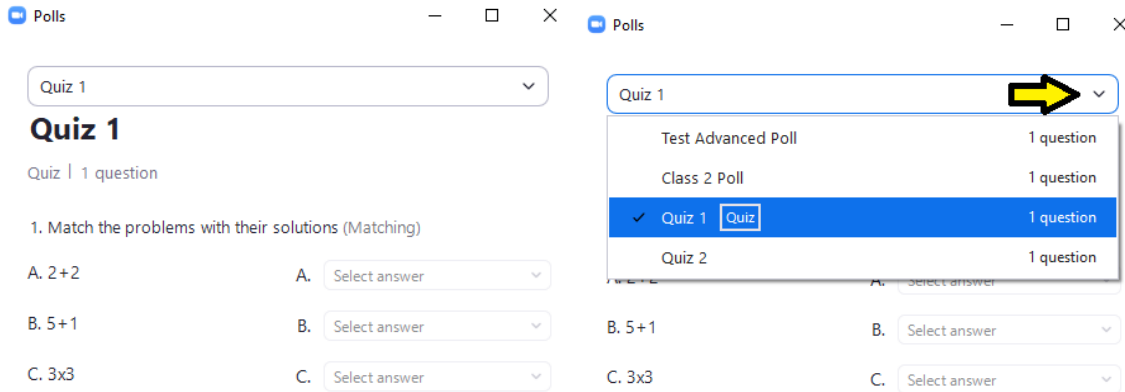 Polls
Quiz 1
Quiz 1
Quiz | 1 question
1. Match the problems with their solutions (Matching)
A. 2+2 A. Select answer
B. 5+1 B. Select answer
C. 3x3 C. Select answer
Polls
Quiz 1
Test Advanced Poll 1 question
Class 2 Poll 1 question
Quiz 1 Quiz 1 question
Quiz 2 1 question
A. 2+2 A. Select answer
B. 5+1 B. Select answer
C. 3x3 C. Select answer